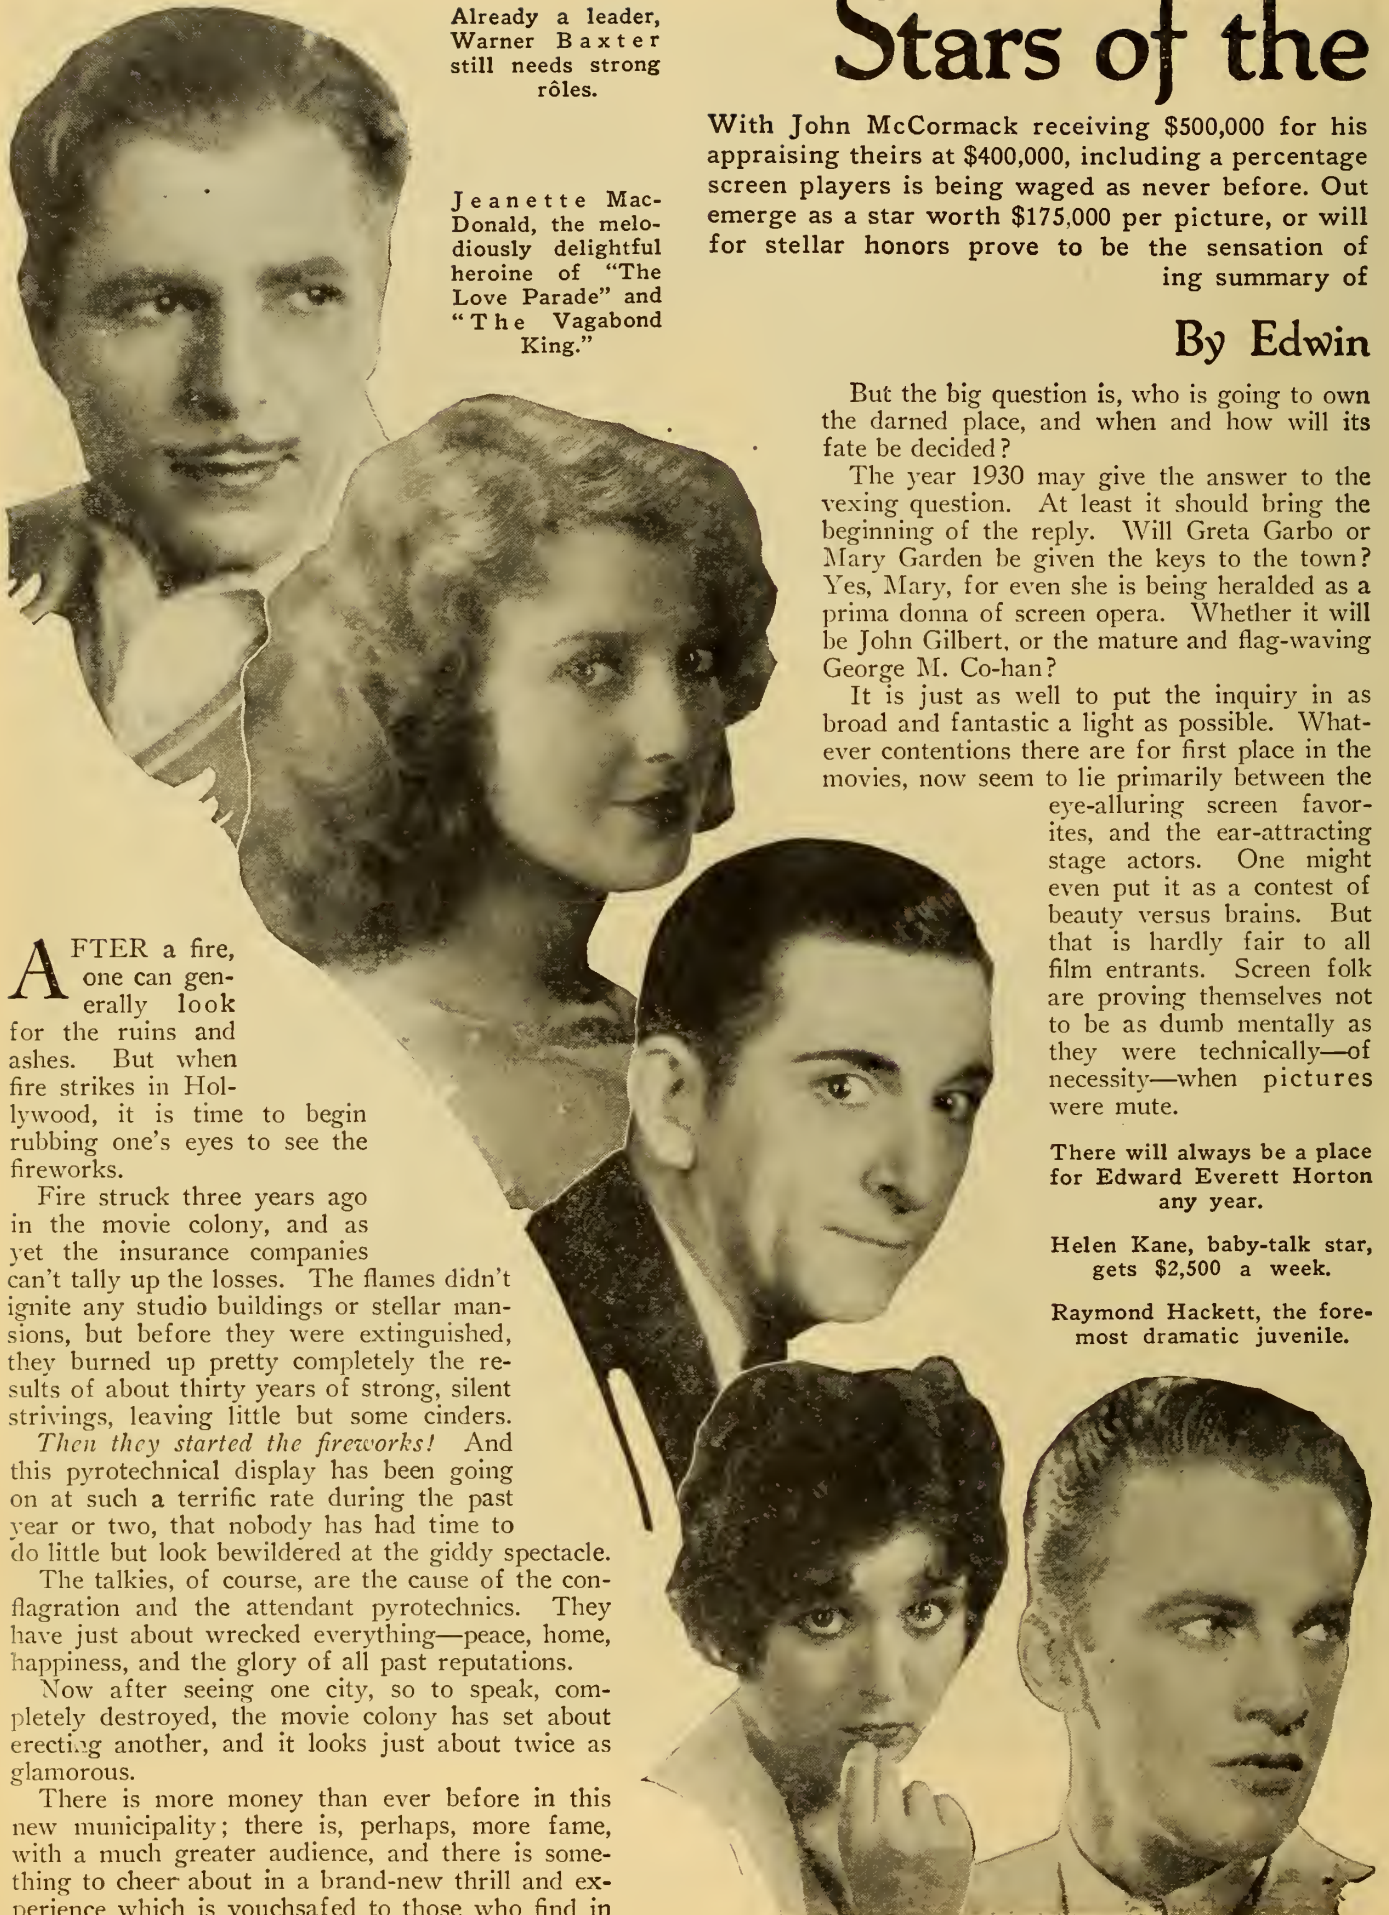 Already a leader,
Warner Baxter
still needs strong
rôles.
Jeanette Mac-
Donald, the melo-
diously delightful
heroine of "The
Love Parade" and
"The Vagabond
King."
Stars of the
With John McCormack receiving $500,000 for his
appraising theirs at $400,000, including a percentage
screen players is being waged as never before. Out
emerge as a star worth $175,000 per picture, or will
for stellar honors prove to be the sensation of
ing summary of
By Edwin
AFTER a fire,
one can gen-
erally look
for the ruins and
ashes. But when
fire strikes in Hol-
lywood, it is time to begin
rubbing one's eyes to see the
fireworks.
Fire struck three years ago
in the movie colony, and as
yet the insurance companies
can't tally up the losses. The flames didn't
ignite any studio buildings or stellar man-
sions, but before they were extinguished,
they burned up pretty completely the re-
sults of about thirty years of strong, silent
strivings, leaving little but some cinders.
Then they started the fireworks! And
this pyrotechnical display has been going
on at such a terrific rate during the past
year or two, that nobody has had time to
do little but look bewildered at the giddy spectacle.
The talkies, of course, are the cause of the con-
flagration and the attendant pyrotechnics. They
have just about wrecked everything—peace, home,
happiness, and the glory of all past reputations.
Now after seeing one city, so to speak, com-
pletely destroyed, the movie colony has set about
erecting another, and it looks just about twice as
glamorous.
There is more money than ever before in this
new municipality; there is, perhaps, more fame,
with a much greater audience, and there is some-
thing to cheer about in a brand-new thrill and ex-
perience which is vouchsafed to those who find in
But the big question is, who is going to own
the darned place, and when and how will its
fate be decided?
The year 1930 may give the answer to the
vexing question. At least it should bring the
beginning of the reply. Will Greta Garbo or
Mary Garden be given the keys to the town?
Yes, Mary, for even she is being heralded as a
prima donna of screen opera. Whether it will
be John Gilbert, or the mature and flag-waving
George M. Co-han?
It is just as well to put the inquiry in as
broad and fantastic a light as possible. What-
ever contentions there are for first place in the
movies, now seem to lie primarily between the
eye-alluring screen favor-
ites, and the ear-attracting
stage actors. One might
even put it as a contest of
beauty versus brains. But
that is hardly fair to all
film entrants. Screen folk
are proving themselves not
to be as dumb mentally as
they were technically—of
necessity—when pictures
were mute.
There will always be a place
for Edward Everett Horton
any year.
Helen Kane, baby-talk star,
gets $2,500 a week.
Raymond Hackett, the fore-
most dramatic juvenile.